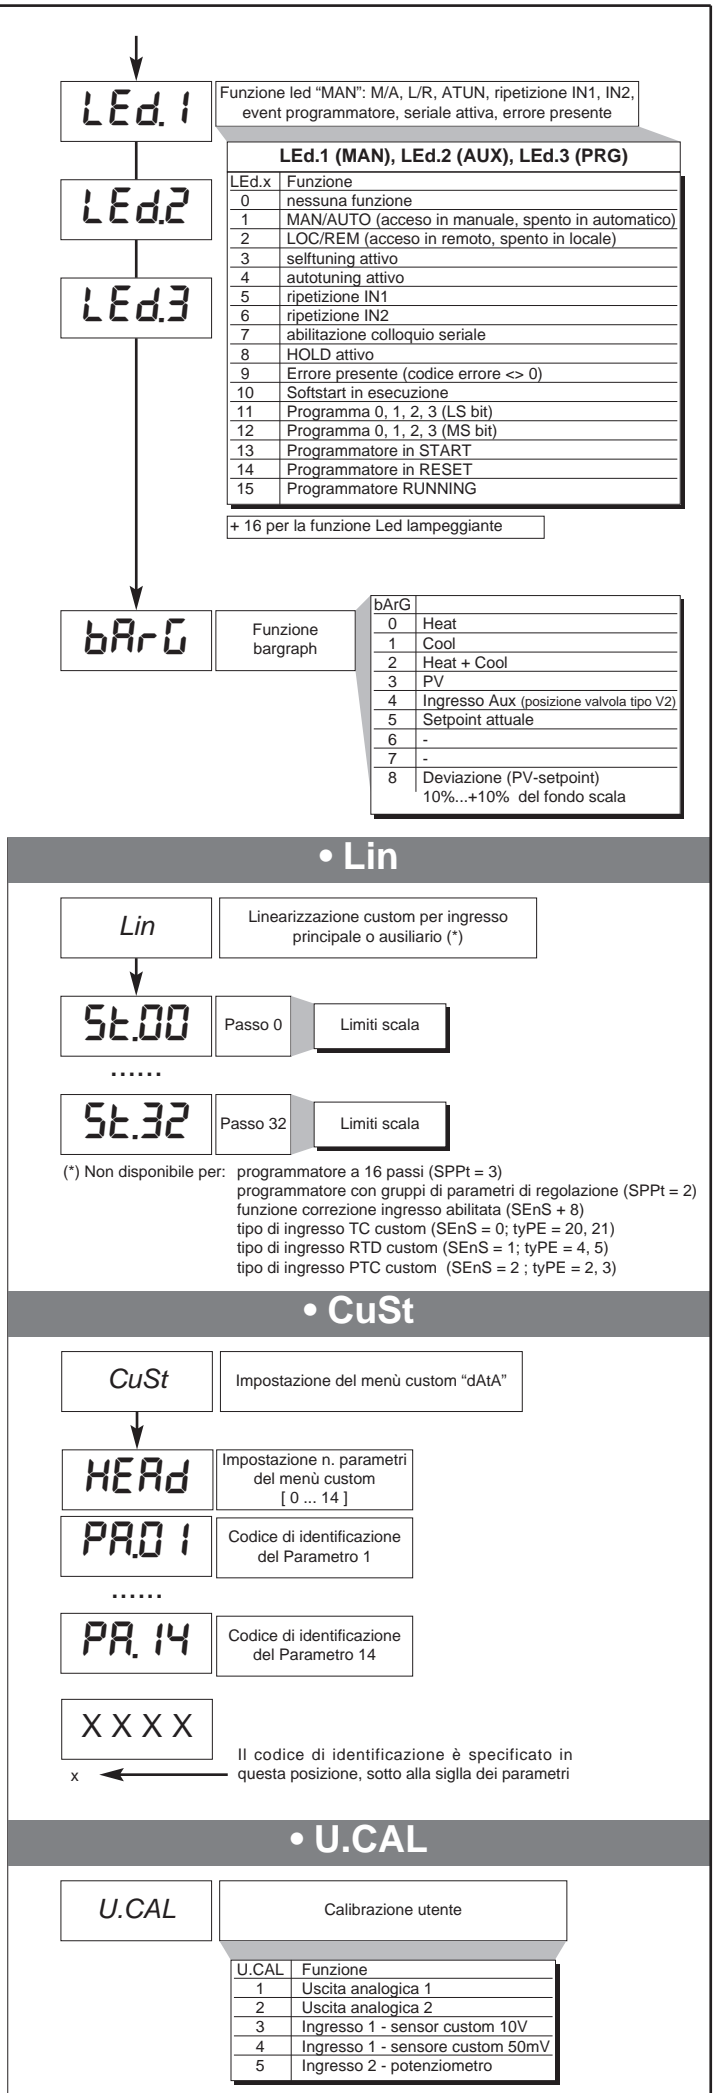 LEd.1
Funzione led “MAN”: M/A, L/R, ATUN, ripetizione IN1, IN2,
event programmatore, seriale attiva, errore presente
LEd.1 (MAN), LEd.2 (AUX), LEd.3 (PRG)
LEd.x Funzione
0 nessuna funzione
1 MAN/AUTO (acceso in manuale, spento in automatico)
2 LOC/REM (acceso in remoto, spento in locale)
3 selftuning attivo
4 autotuning attivo
5 ripetizione IN1
6 ripetizione IN2
7 abilitazione colloquio seriale
8 HOLD attivo
9 Errore presente (codice errore <> 0)
10 Softstart in esecuzione
11 Programma 0, 1, 2, 3 (LS bit)
12 Programma 0, 1, 2, 3 (MS bit)
13 Programmatore in START
14 Programmatore in RESET
15 Programmatore RUNNING
+ 16 per la funzione Led lampeggiante
LEd.2
LEd.3
bArG
Funzione
bargraph
bArG
0 Heat
1 Cool
2 Heat + Cool
3 PV
4 Ingresso Aux (posizione valvola tipo V2)
5 Setpoint attuale
6 -
7 -
8 Deviazione (PV-setpoint)
10%...+10% del fondo scala
• Lin
Lin
Linearizzazione custom per ingresso
principale o ausiliario (*)
St.00
Passo 0
Limiti scala
......
St.32
Passo 32
Limiti scala
(*) Non disponibile per: programmatore a 16 passi (SPPt = 3)
programmatore con gruppi di parametri di regolazione (SPPt = 2)
funzione correzione ingresso abilitata (SEnS + 8)
tipo di ingresso TC custom (SEnS = 0; tyPE = 20, 21)
tipo di ingresso RTD custom (SEnS = 1; tyPE = 4, 5)
tipo di ingresso PTC custom (SEnS = 2 ; tyPE = 2, 3)
• CuSt
CuSt
Impostazione del menù custom “dAtA”
HEAd
Impostazione n. parametri
del menù custom
[ 0 ... 14 ]
PA.01
Codice di identificazione
del Parametro 1
......
PA.14
Codice di identificazione
del Parametro 14
X X X X
x
Il codice di identificazione è specificato in
questa posizione, sotto alla siglla dei parametri
• U.CAL
U.CAL
Calibrazione utente
U.CAL Funzione
1 Uscita analogica 1
2 Uscita analogica 2
3 Ingresso 1 - sensor custom 10V
4 Ingresso 1 - sensore custom 50mV
5 Ingresso 2 - potenziometro